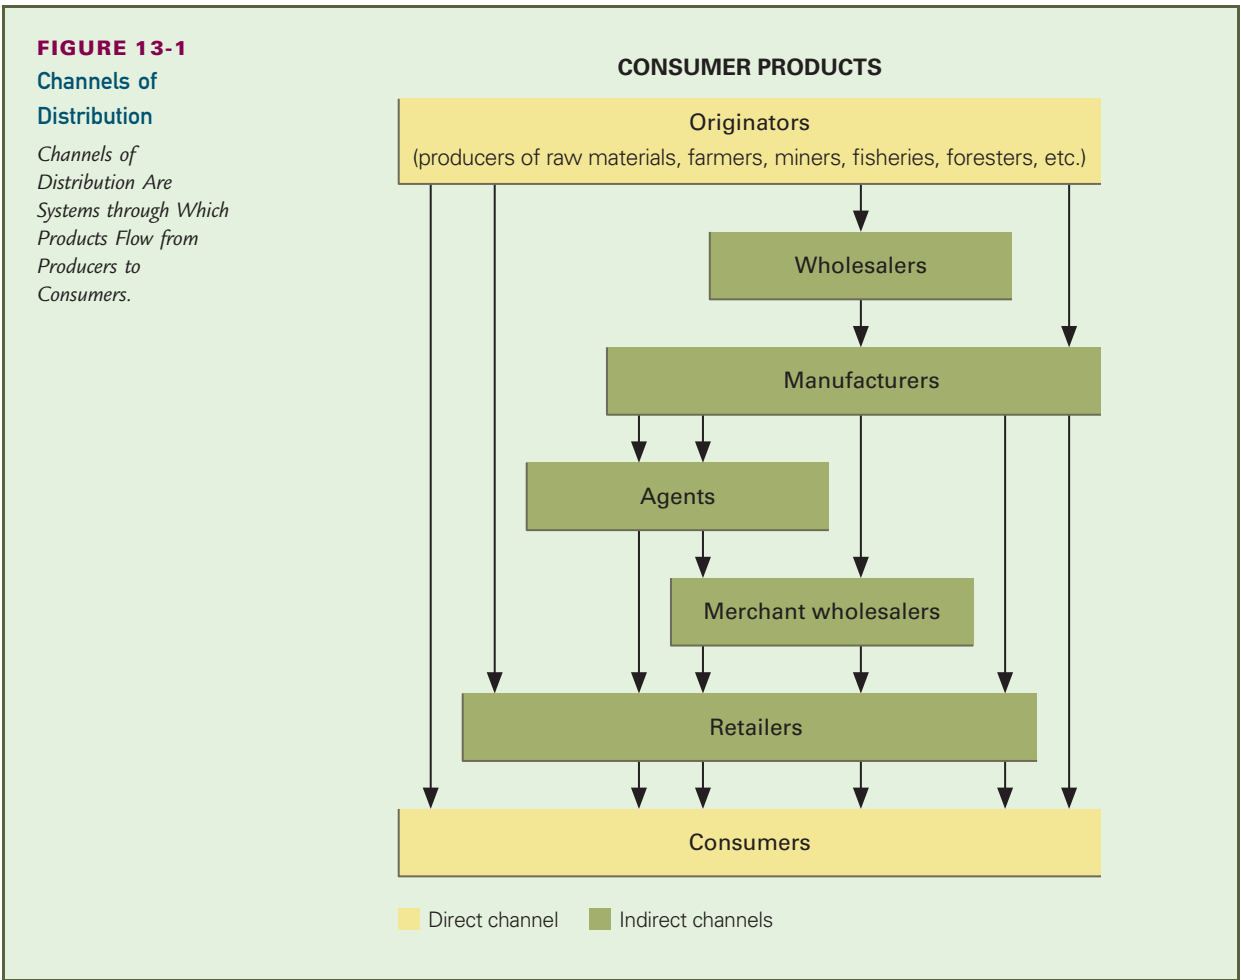 FIGURE 13-1
Channels of
Distribution
Channels of
Distribution Are
Systems through Which
Products Flow from
Producers to
Consumers.
CONSUMER PRODUCTS
Originators
(producers of raw materials, farmers, miners, fisheries, foresters, etc.)
Wholesalers
Manufacturers
Agents
Merchant wholesalers
Retailers
Consumers
Direct channel
Indirect channels